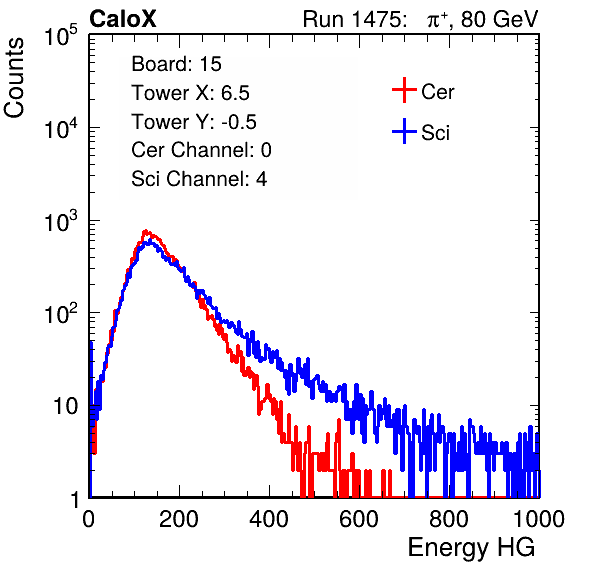 CaloX Run 1475: π⁺, 80 GeV
Board: 15
Tower X: 6.5
Tower Y: -0.5
Cer Channel: 0
Sci Channel: 4
Cer
Sci
Counts
10⁵
10⁴
10³
10²
10
1
0 200 400 600 800 1000
Energy HG